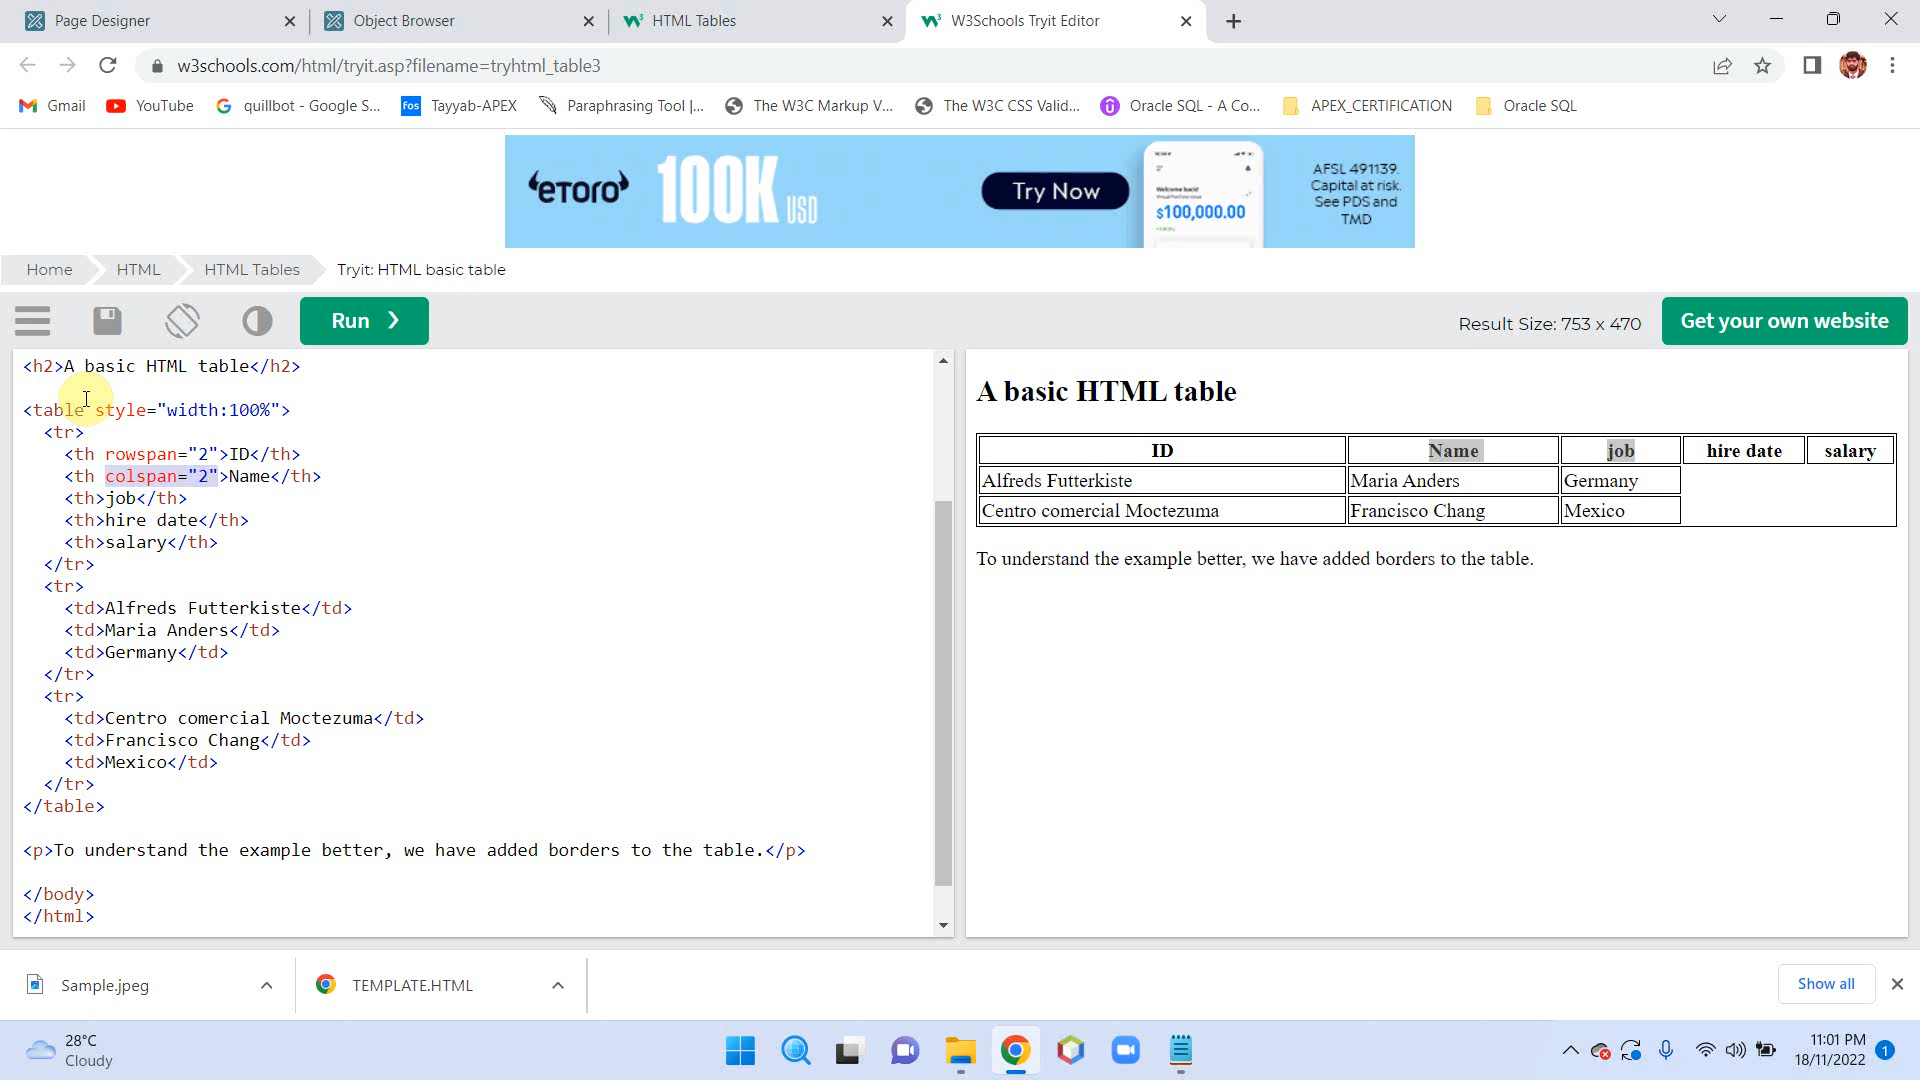 Page Designer
Object Browser
HTML Tables
W3Schools Tryit Editor
w3schools.com/html/tryit.asp?filename=tryhtml_table3
Gmail
YouTube
quillbot - Google S...
fos Tayyab-APEX
Paraphrasing Tool |...
The W3C Markup V...
The W3C CSS Valid...
Oracle SQL - A Co...
APEX_CERTIFICATION
Oracle SQL
eTORO
100K USD
Try Now
Welcome back!
$100,000.00
AFSL 491139.
Capital at risk.
See PDS and
TMD
Home
HTML
HTML Tables
Tryit: HTML basic table
Run ❯
Result Size: 753 x 470
Get your own website
<h2>A basic HTML table</h2>
<table style="width:100%">
<tr>
<th rowspan="2">ID</th>
<th colspan="2">Name</th>
<th>job</th>
<th>hire date</th>
<th>salary</th>
</tr>
<tr>
<td>Alfreds Futterkiste</td>
<td>Maria Anders</td>
<td>Germany</td>
</tr>
<tr>
<td>Centro comercial Moctezuma</td>
<td>Francisco Chang</td>
<td>Mexico</td>
</tr>
</table>
<p>To understand the example better, we have added borders to the table.</p>
</body>
</html>
A basic HTML table
ID Name job hire date salary
Alfreds Futterkiste Maria Anders Germany
Centro comercial Moctezuma Francisco Chang Mexico
To understand the example better, we have added borders to the table.
Sample.jpeg
TEMPLATE.HTML
Show all
28°C
Cloudy
11:01 PM
18/11/2022
1